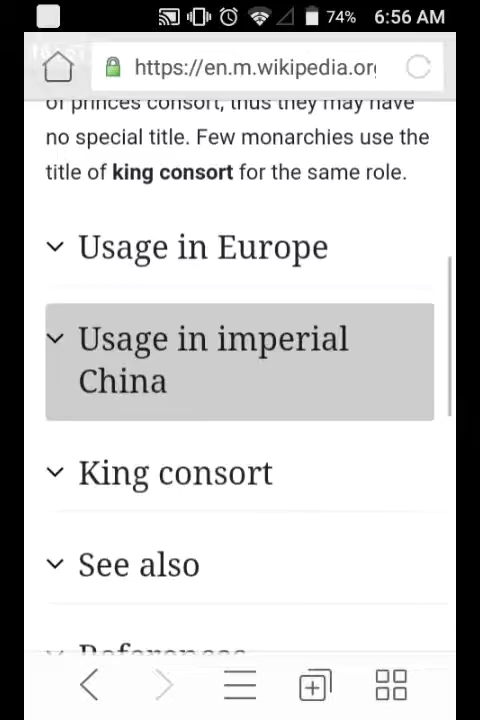 74% 6:56 AM
https://en.m.wikipedia.org
of princes consort, thus they may have
no special title. Few monarchies use the
title of king consort for the same role.
Usage in Europe
Usage in imperial
China
King consort
See also
References